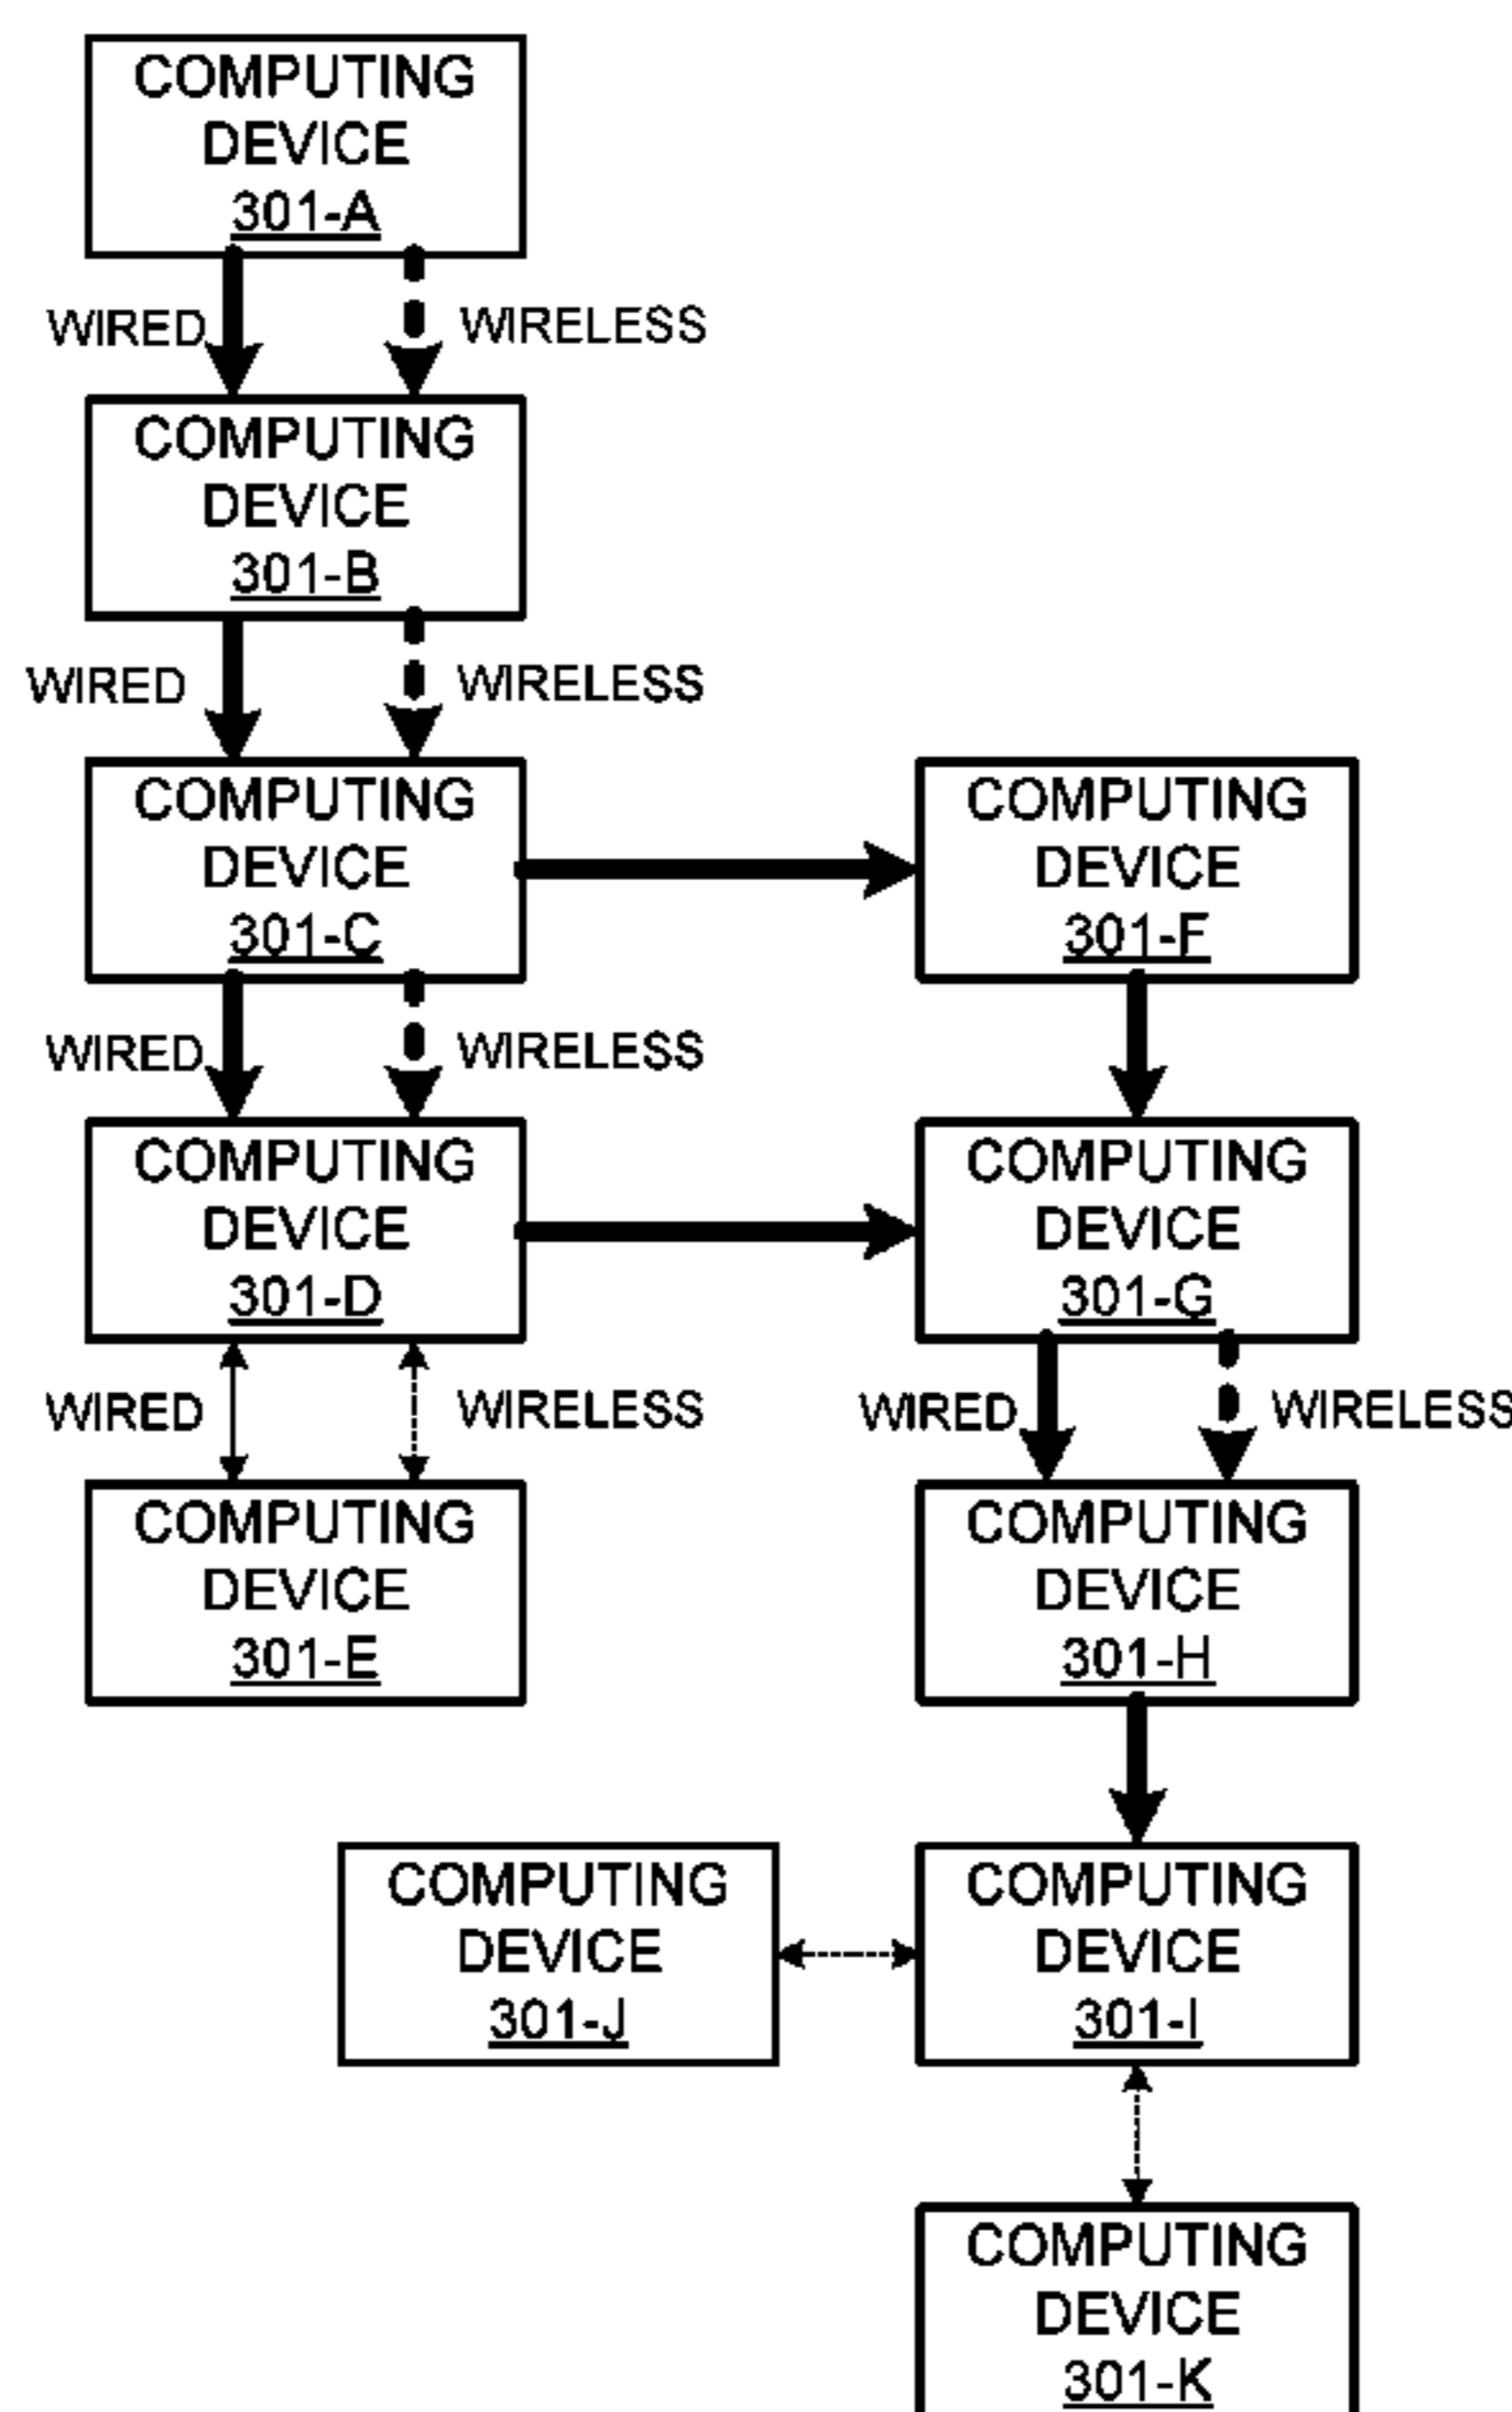 COMPUTING
DEVICE
301-A
WIRED
WIRELESS
COMPUTING
DEVICE
301-B
WIRED
WIRELESS
COMPUTING
DEVICE
301-C
COMPUTING
DEVICE
301-F
WIRED
WIRELESS
COMPUTING
DEVICE
301-D
COMPUTING
DEVICE
301-G
WIRED
WIRELESS
WIRED
WIRELESS
COMPUTING
DEVICE
301-E
COMPUTING
DEVICE
301-H
COMPUTING
DEVICE
301-J
COMPUTING
DEVICE
301-I
COMPUTING
DEVICE
301-K